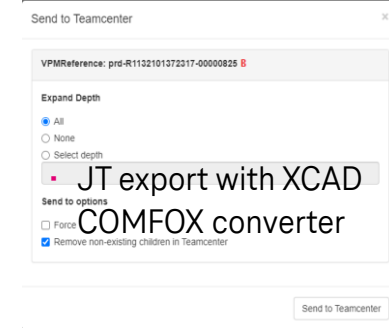 Send to Teamcenter ×
VPMReference: prd-R1132101372317-00000825 8
Expand Depth
All
None
Select depth
▪ JT export with XCAD
Send to options
COMFOX converter
Force
Remove non-existing children in Teamcenter
Send to Teamcenter